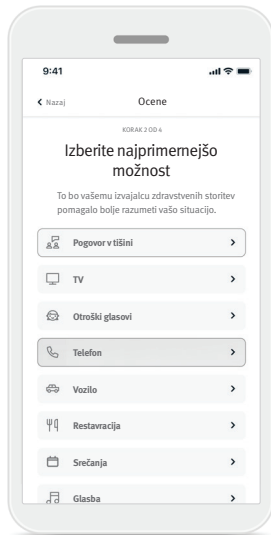 9:41
Nazaj
Ocene
KORAK 2 OD 4
Izberite najprimernejšo
možnost
To bo vašemu izvajalcu zdravstvenih storitev
pomagalo bolje razumeti vašo situacijo.
Pogovor v tišini
TV
Otroški glasovi
Telefon
Vozilo
Restavracija
Srečanja
Glasba